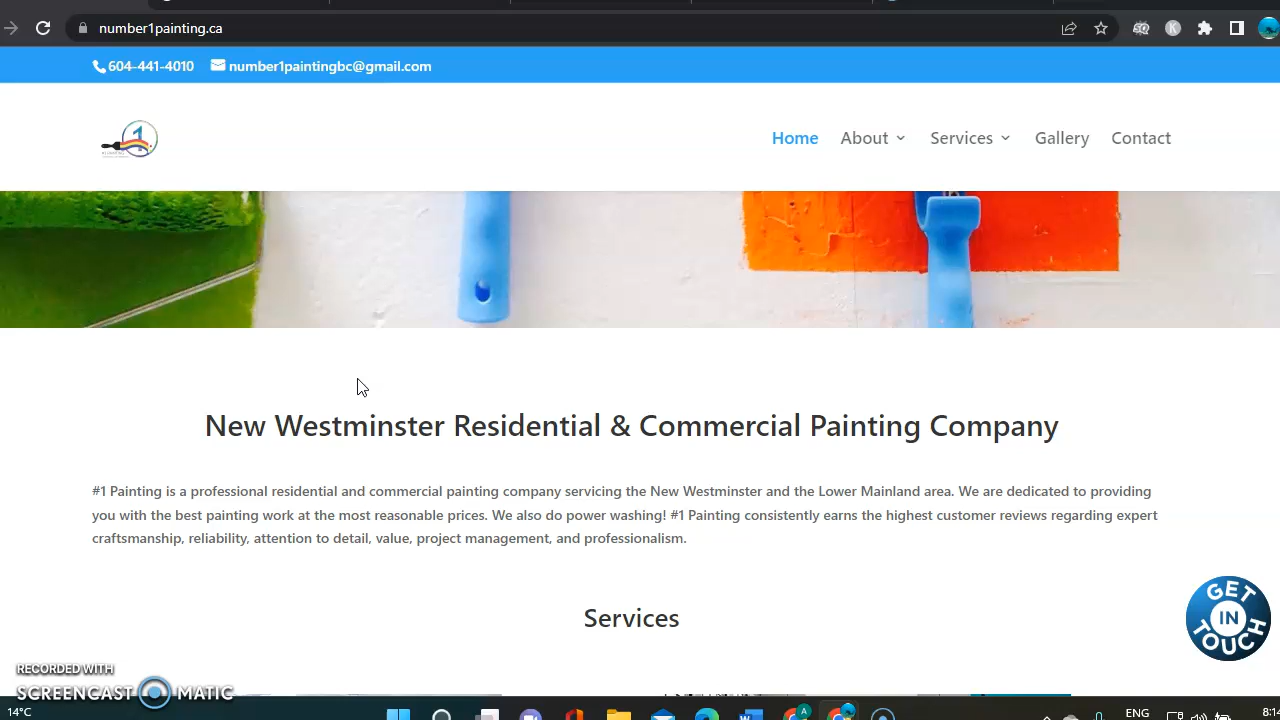 number1painting.ca
604-441-4010 number1paintingbc@gmail.com
1
Home About Services Gallery Contact
New Westminster Residential & Commercial Painting Company
#1 Painting is a professional residential and commercial painting company servicing the New Westminster and the Lower Mainland area. We are dedicated to providing
you with the best painting work at the most reasonable prices. We also do power washing! #1 Painting consistently earns the highest customer reviews regarding expert
craftsmanship, reliability, attention to detail, value, project management, and professionalism.
Services
GET
IN
TOUCH
RECORDED WITH
SCREENCAST MATIC
14°C
ENG
8:14